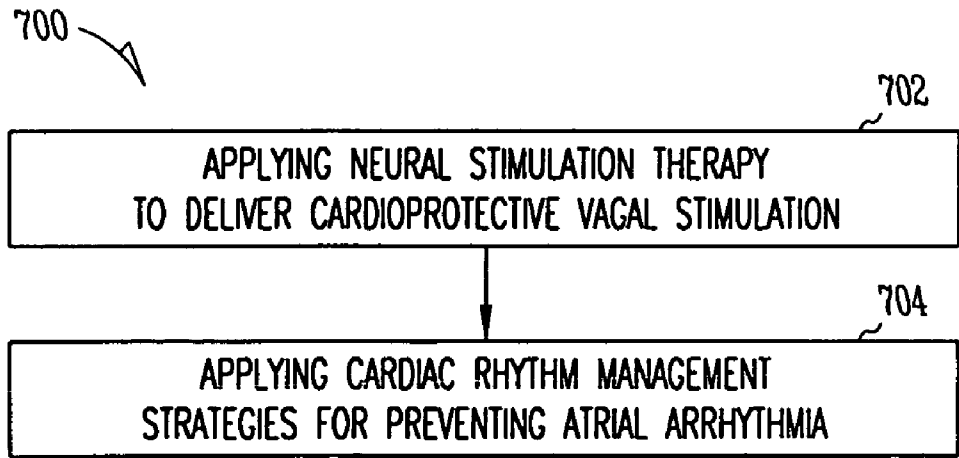 700
702
APPLYING NEURAL STIMULATION THERAPY
TO DELIVER CARDIOPROTECTIVE VAGAL STIMULATION
704
APPLYING CARDIAC RHYTHM MANAGEMENT
STRATEGIES FOR PREVENTING ATRIAL ARRHYTHMIA